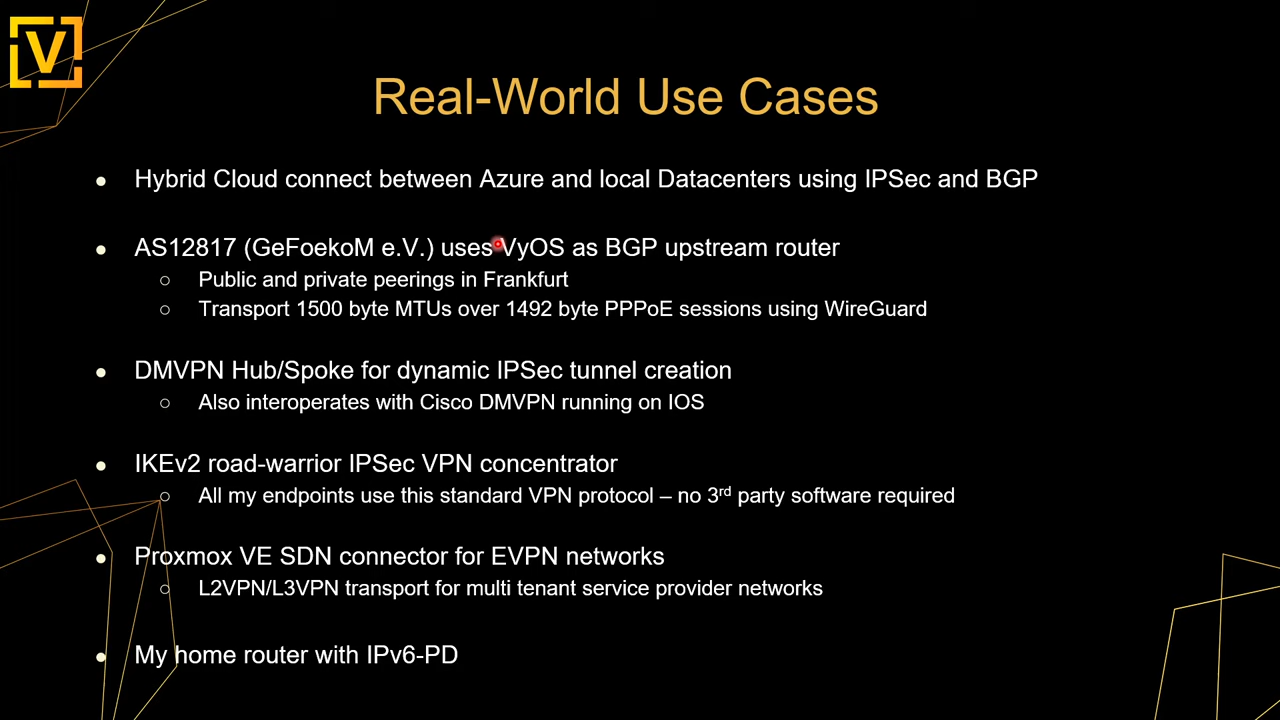 V
Real-World Use Cases
● Hybrid Cloud connect between Azure and local Datacenters using IPSec and BGP
● AS12817 (GeFoekoM e.V.) uses VyOS as BGP upstream router
○ Public and private peerings in Frankfurt
○ Transport 1500 byte MTUs over 1492 byte PPPoE sessions using WireGuard
● DMVPN Hub/Spoke for dynamic IPSec tunnel creation
○ Also interoperates with Cisco DMVPN running on IOS
● IKEv2 road-warrior IPSec VPN concentrator
○ All my endpoints use this standard VPN protocol – no 3rd party software required
● Proxmox VE SDN connector for EVPN networks
○ L2VPN/L3VPN transport for multi tenant service provider networks
● My home router with IPv6-PD